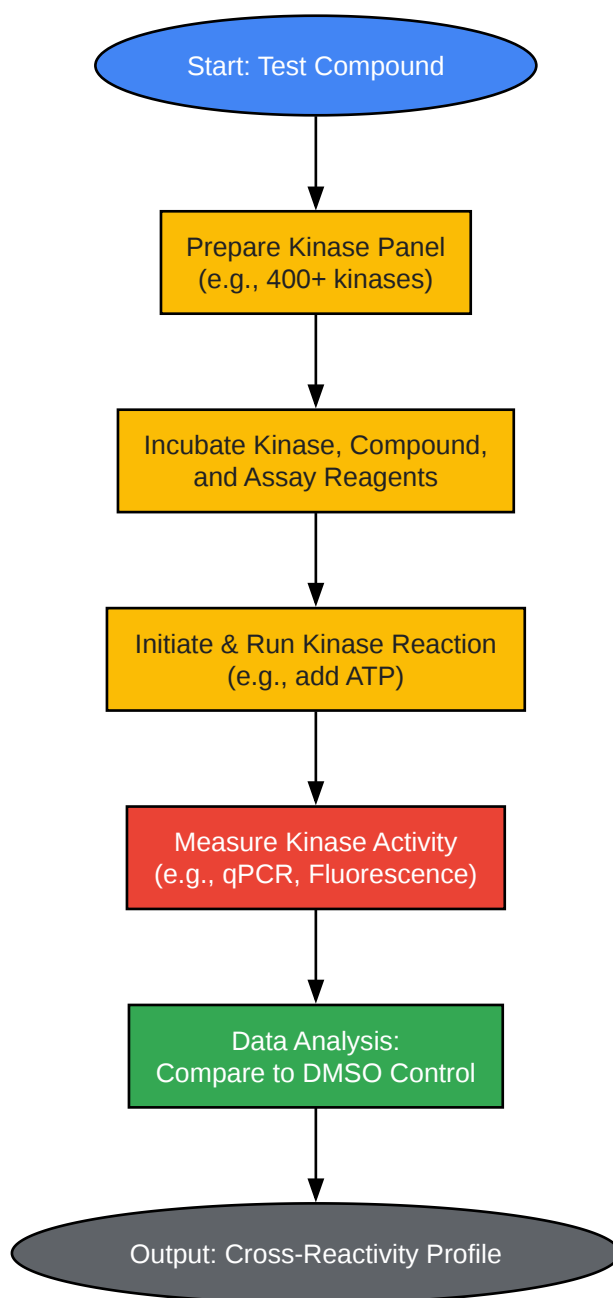 Start: Test Compound
Prepare Kinase Panel
(e.g., 400+ kinases)
Incubate Kinase, Compound,
and Assay Reagents
Initiate & Run Kinase Reaction
(e.g., add ATP)
Measure Kinase Activity
(e.g., qPCR, Fluorescence)
Data Analysis:
Compare to DMSO Control
Output: Cross-Reactivity Profile